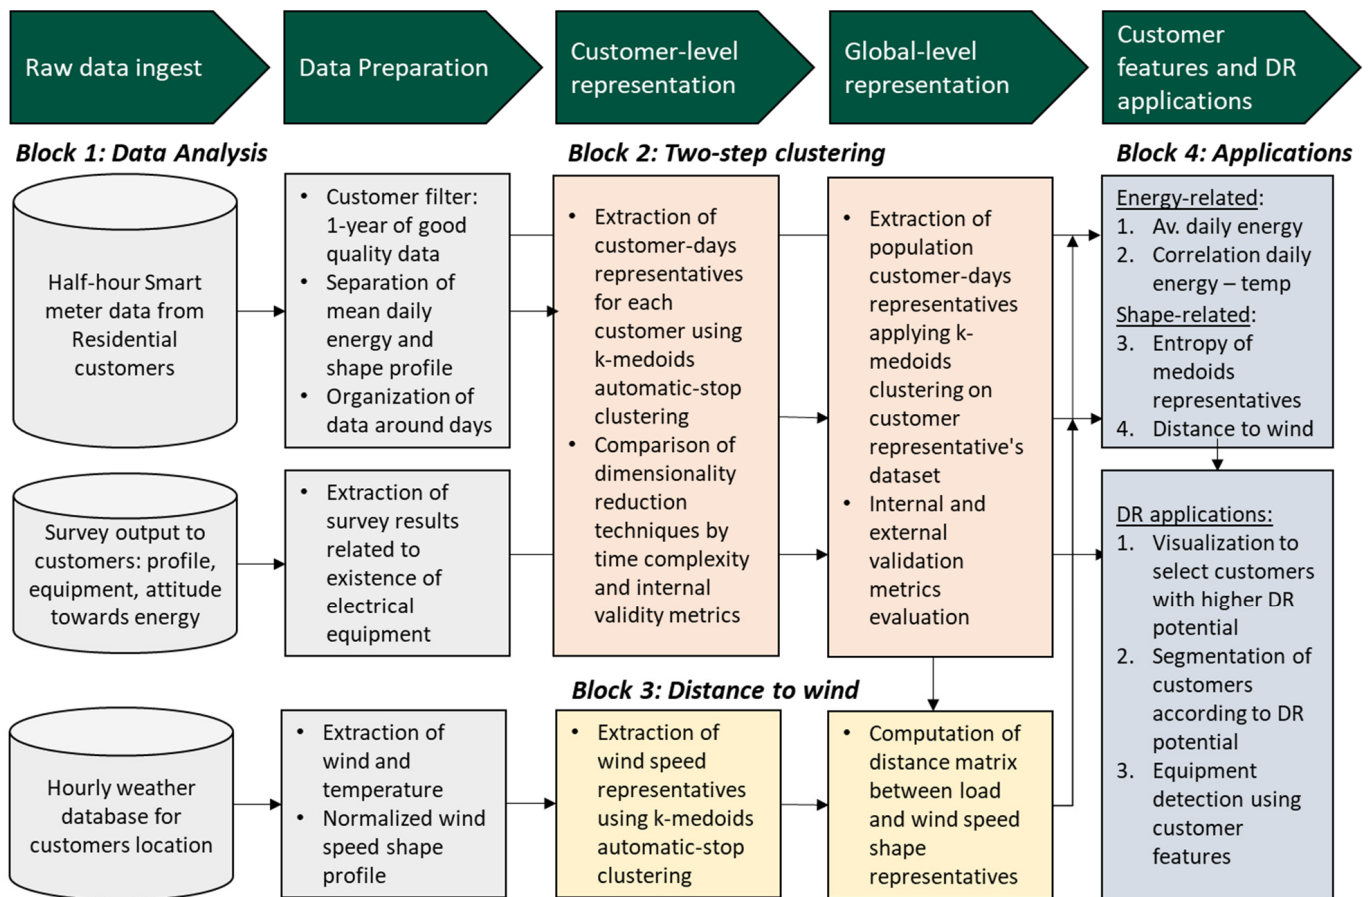 Raw data ingest
Data Preparation
Customer-level
representation
Global-level
representation
Customer
features and DR
applications
Block 1: Data Analysis
Block 2: Two-step clustering
Block 4: Applications
Half-hour Smart
meter data from
Residential
customers
• Customer filter:
1-year of good
quality data
• Separation of
mean daily
energy and
shape profile
• Organization of
data around days
• Extraction of
customer-days
representatives
for each
customer using
k-medoids
automatic-stop
clustering
• Comparison of
dimensionality
reduction
techniques by
time complexity
and internal
validity metrics
• Extraction of
population
customer-days
representatives
applying k-
medoids
clustering on
customer
representative's
dataset
• Internal and
external
validation
metrics
evaluation
Energy-related:
1. Av. daily energy
2. Correlation daily
energy – temp
Shape-related:
3. Entropy of
medoids
representatives
4. Distance to wind
Survey output to
customers: profile,
equipment, attitude
towards energy
• Extraction of
survey results
related to
existence of
electrical
equipment
DR applications:
1. Visualization to
select customers
with higher DR
potential
2. Segmentation of
customers
according to DR
potential
3. Equipment
detection using
customer
features
Block 3: Distance to wind
Hourly weather
database for
customers location
• Extraction of
wind and
temperature
• Normalized wind
speed shape
profile
• Extraction of
wind speed
representatives
using k-medoids
automatic-stop
clustering
• Computation of
distance matrix
between load
and wind speed
shape
representatives